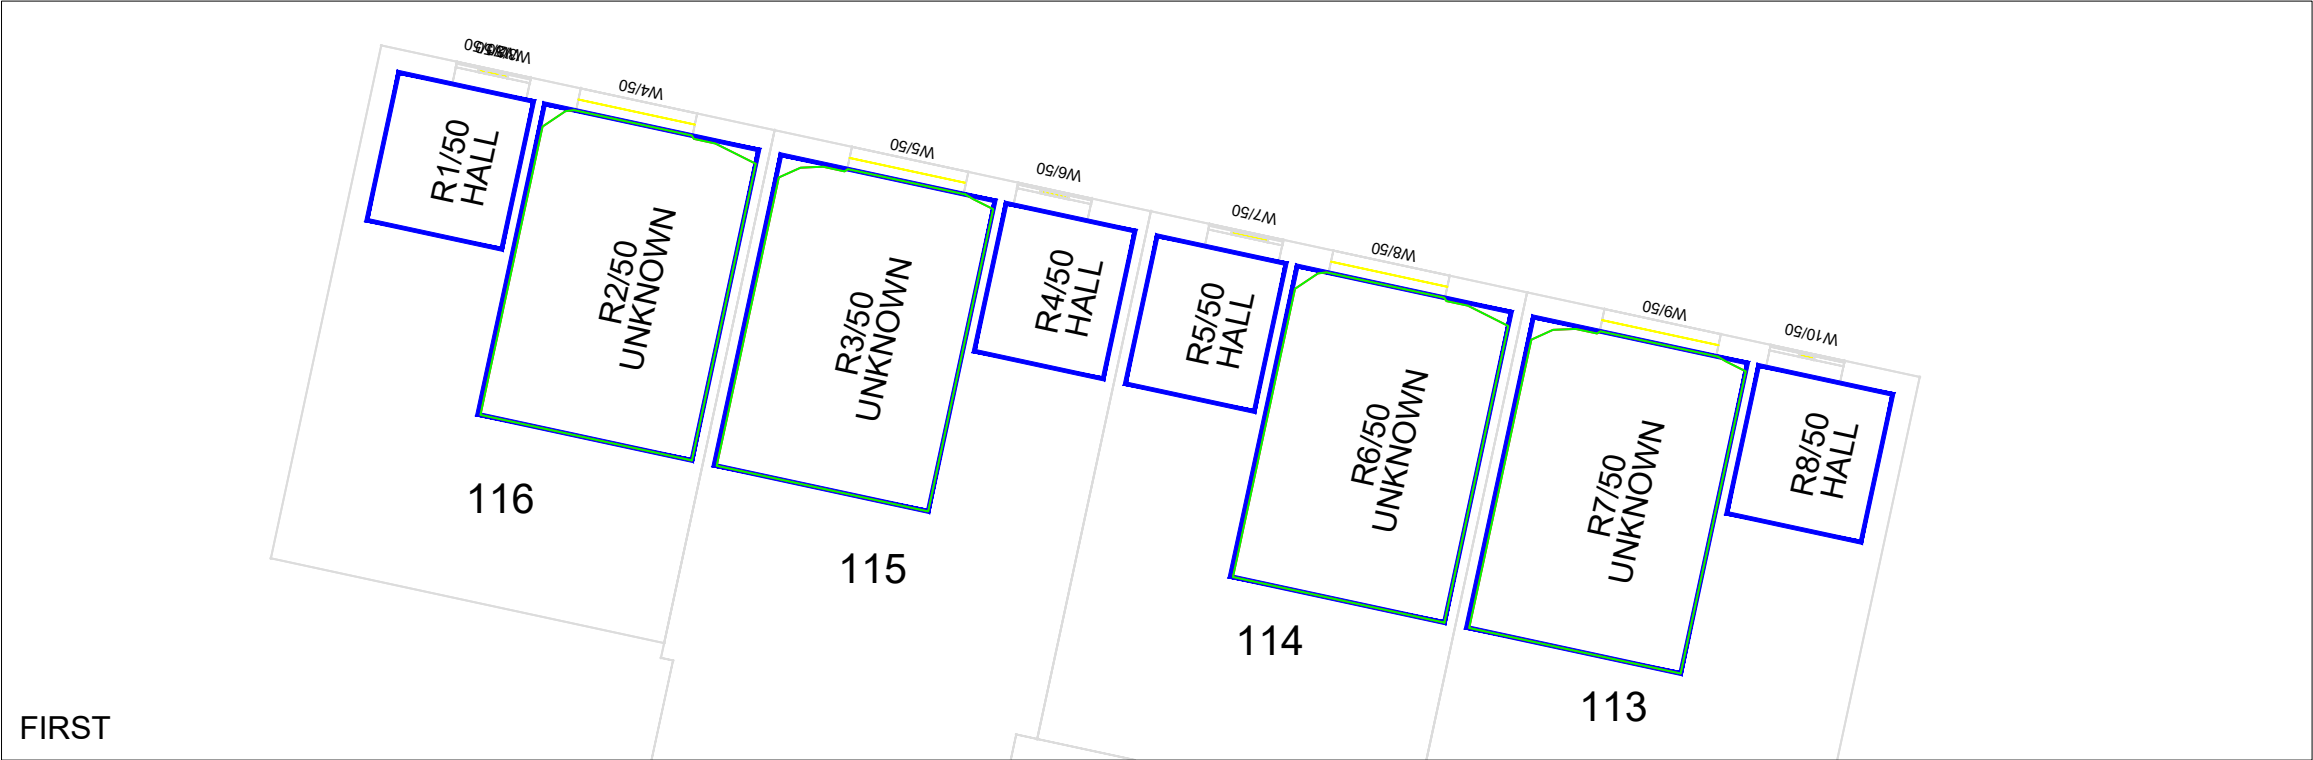 W4/50
W5/50
W6/50
W7/50
W8/50
W9/50
W10/50
R1/50
HALL
R2/50
UNKNOWN
R3/50
UNKNOWN
R4/50
HALL
R5/50
HALL
R6/50
UNKNOWN
R7/50
UNKNOWN
R8/50
HALL
116
115
114
113
FIRST